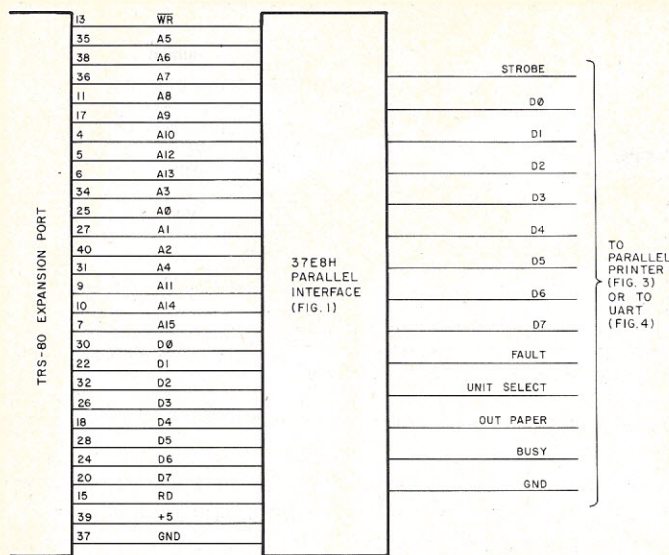 TRS-80 EXPANSION PORT
13 W̅R̅
35 A5
38 A6
36 A7
11 A8
17 A9
4 A10
5 A12
6 A13
34 A3
25 AØ
27 A1
40 A2
31 A4
9 A11
10 A14
7 A15
30 DØ
22 D1
32 D2
26 D3
18 D4
28 D5
24 D6
20 D7
15 RD
39 +5
37 GND
37E8H
PARALLEL
INTERFACE
(FIG. 1)
STROBE
DØ
D1
D2
D3
D4
D5
D6
D7
FAULT
UNIT SELECT
OUT PAPER
BUSY
GND
TO
PARALLEL
PRINTER
(FIG. 3)
OR TO
UART
(FIG. 4)